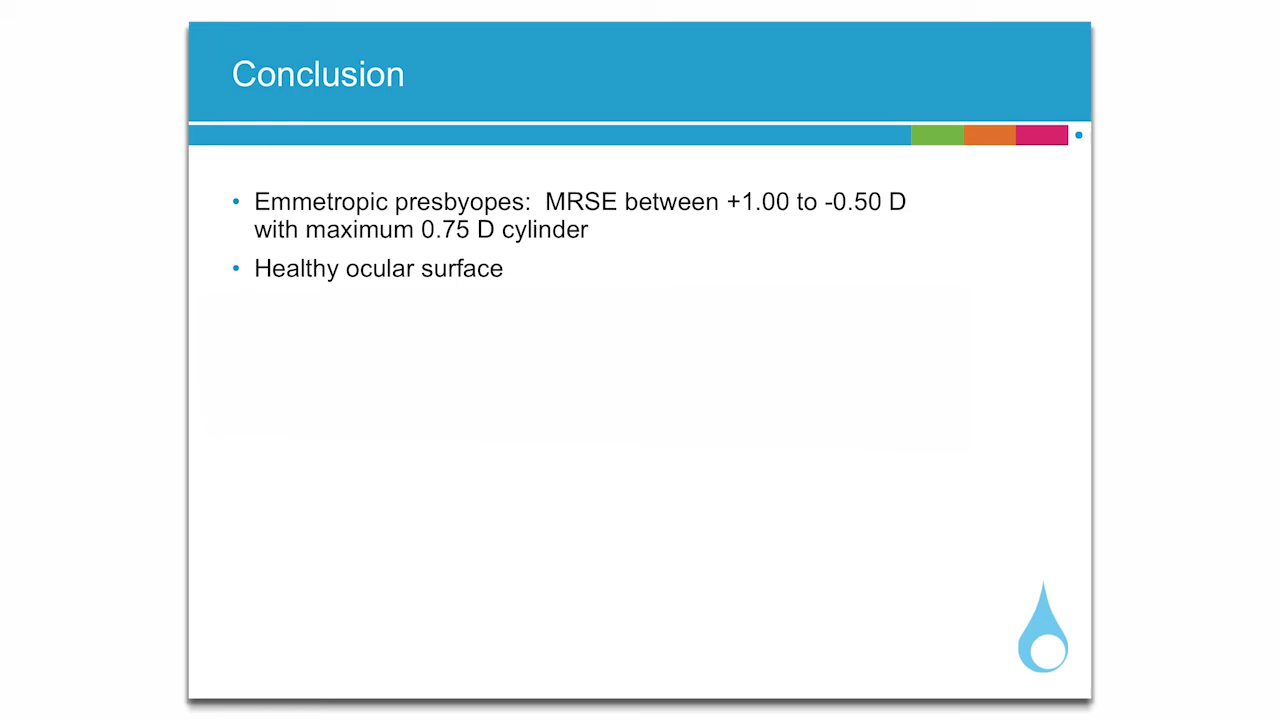 Conclusion
• Emmetropic presbyopes:  MRSE between +1.00 to -0.50 D
with maximum 0.75 D cylinder
• Healthy ocular surface